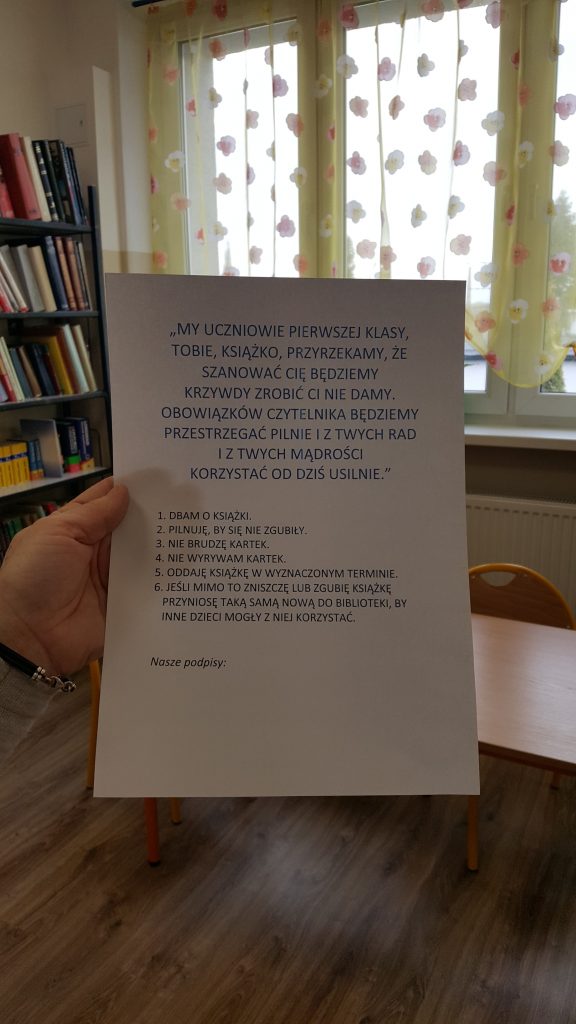 „MY UCZNIOWIE PIERWSZEJ KLASY,
TOBIE, KSIĄŻKO, PRZYRZEKAMY, ŻE
SZANOWAĆ CIĘ BĘDZIEMY
KRZYWDY ZROBIĆ CI NIE DAMY.
OBOWIĄZKÓW CZYTELNIKA BĘDZIEMY
PRZESTRZEGAĆ PILNIE I Z TWYCH RAD
I Z TWYCH MĄDROŚCI
KORZYSTAĆ OD DZIŚ USILNIE.”
1. DBAM O KSIĄŻKI.
2. PILNUJĘ, BY SIĘ NIE ZGUBIŁY.
3. NIE BRUDZĘ KARTEK.
4. NIE WYRYWAM KARTEK.
5. ODDAJĘ KSIĄŻKĘ W WYZNACZONYM TERMINIE.
6. JEŚLI MIMO TO ZNISZCZĘ LUB ZGUBIĘ KSIĄŻKĘ
PRZYNIOSĘ TAKĄ SAMĄ NOWĄ DO BIBLIOTEKI, BY
INNE DZIECI MOGŁY Z NIEJ KORZYSTAĆ.
Nasze podpisy: